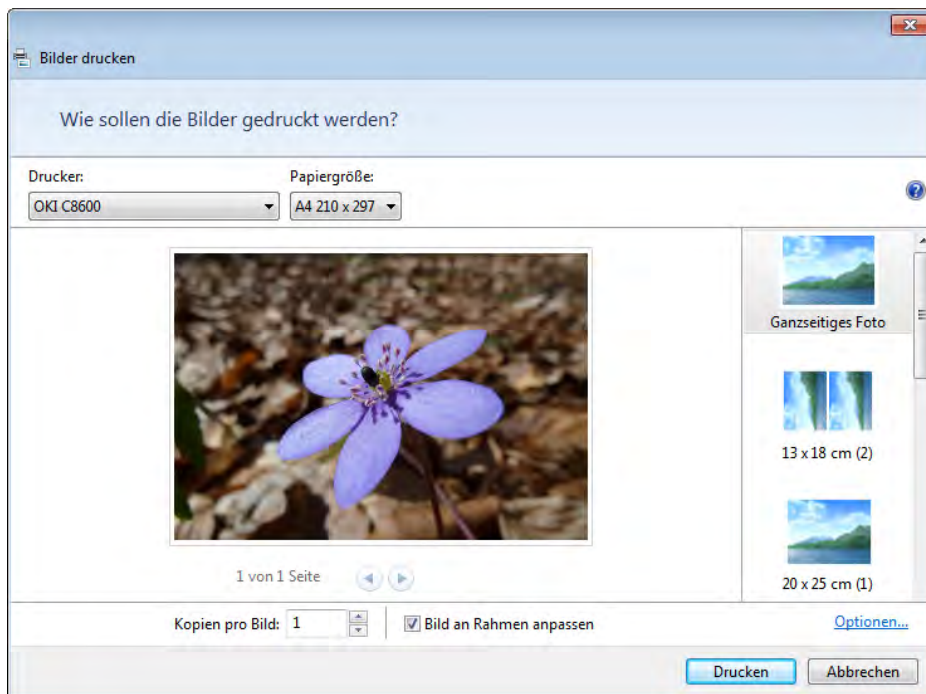 Bilder drucken
Wie sollen die Bilder gedruckt werden?
Drucker:
Papiergröße:
OKI C8600
A4 210 x 297
Ganzseitiges Foto
13 x 18 cm (2)
20 x 25 cm (1)
1 von 1 Seite
Kopien pro Bild: 1
Bild an Rahmen anpassen
Optionen...
Drucken
Abbrechen